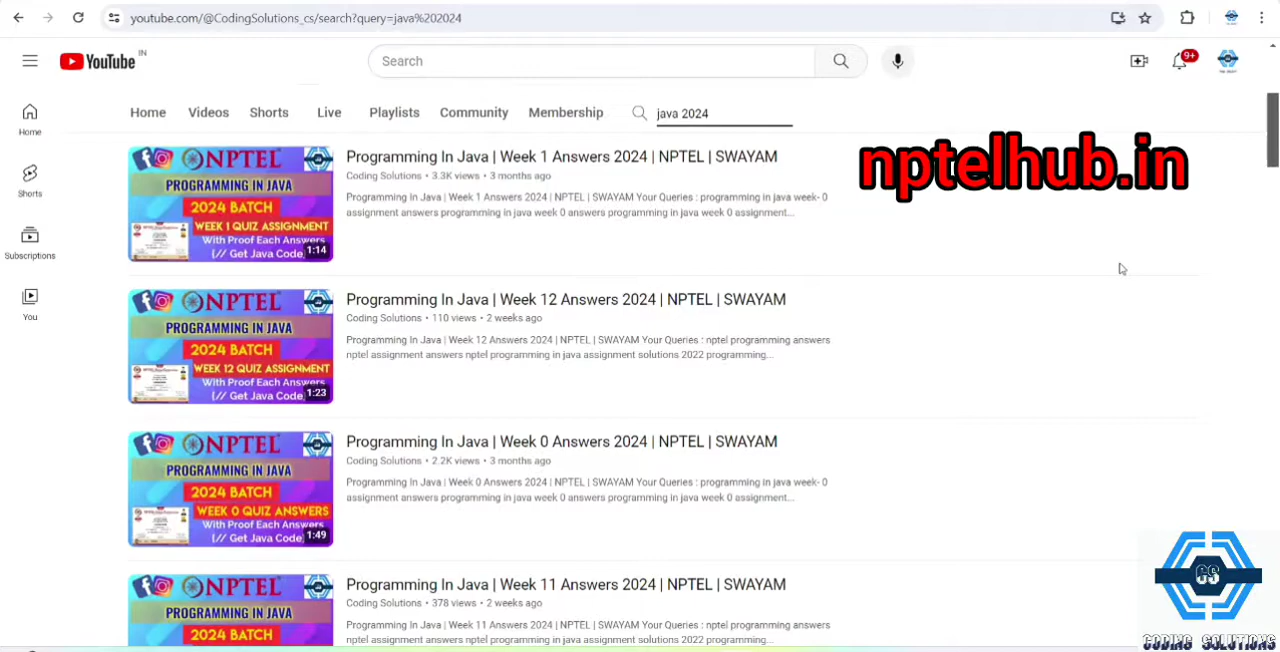 youtube.com/@CodingSolutions_cs/search?query=java%202024
YouTube IN
Search
9+
Home Videos Shorts Live Playlists Community Membership java 2024
nptelhub.in
Home
Shorts
Subscriptions
You
NPTEL
PROGRAMMING IN JAVA
2024 BATCH
WEEK 1 QUIZ ASSIGNMENT
With Proof Each Answers
[// Get Java Code
1:14
Programming In Java | Week 1 Answers 2024 | NPTEL | SWAYAM
Coding Solutions • 3.3K views • 3 months ago
Programming In Java | Week 1 Answers 2024 | NPTEL | SWAYAM Your Queries : programming in java week- 0
assignment answers programming in java week 0 answers programming in java week 0 assignment...
NPTEL
PROGRAMMING IN JAVA
2024 BATCH
WEEK 12 QUIZ ASSIGNMENT
With Proof Each Answers
[// Get Java Code
1:23
Programming In Java | Week 12 Answers 2024 | NPTEL | SWAYAM
Coding Solutions • 110 views • 2 weeks ago
Programming In Java | Week 12 Answers 2024 | NPTEL | SWAYAM Your Queries : nptel programming answers
nptel assignment answers nptel programming in java assignment solutions 2022 programming...
NPTEL
PROGRAMMING IN JAVA
2024 BATCH
WEEK 0 QUIZ ANSWERS
With Proof Each Answers
[// Get Java Code
1:49
Programming In Java | Week 0 Answers 2024 | NPTEL | SWAYAM
Coding Solutions • 2.2K views • 3 months ago
Programming In Java | Week 0 Answers 2024 | NPTEL | SWAYAM Your Queries : programming in java week- 0
assignment answers programming in java week 0 answers programming in java week 0 assignment...
NPTEL
PROGRAMMING IN JAVA
2024 BATCH
Programming In Java | Week 11 Answers 2024 | NPTEL | SWAYAM
Coding Solutions • 378 views • 2 weeks ago
Programming In Java | Week 11 Answers 2024 | NPTEL | SWAYAM Your Queries : nptel programming answers
nptel assignment answers nptel programming in java assignment solutions 2022 programming...
CS
CODING SOLUTIONS